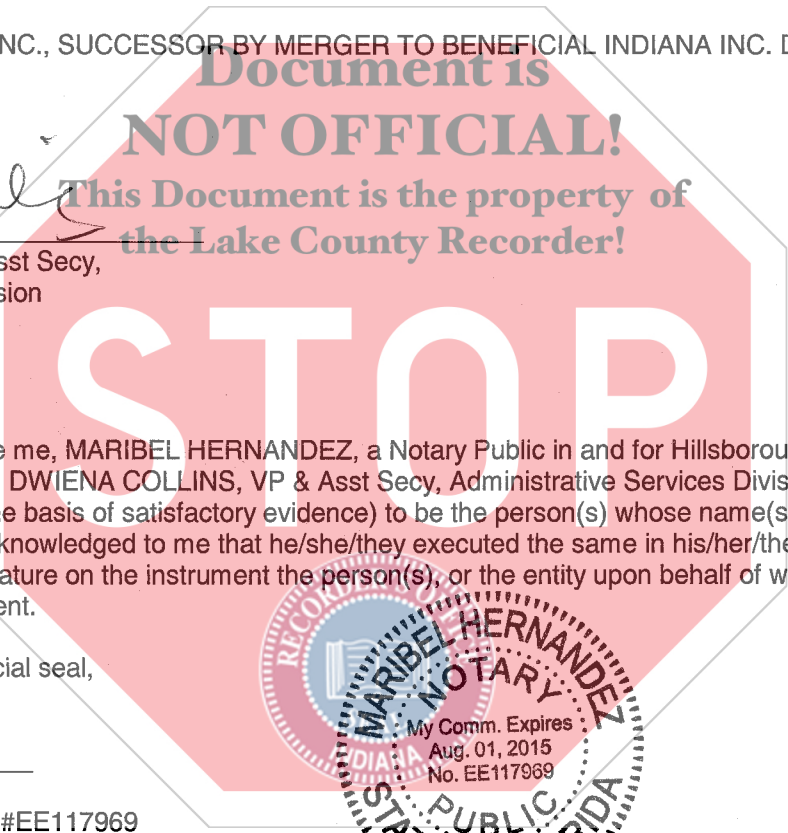 NC., SUCCESSOR BY MERGER TO BENEFICIAL INDIANA INC. D
Document is
NOT OFFICIAL!
This Document is the property of
the Lake County Recorder!
sst Secy,
sion
STOP
e me, MARIBEL HERNANDEZ, a Notary Public in and for Hillsborou
DWIENA COLLINS, VP & Asst Secy, Administrative Services Divis
e basis of satisfactory evidence) to be the person(s) whose name(s
knowledged to me that he/she/they executed the same in his/her/the
ature on the instrument the person(s), or the entity upon behalf of w
ent.
cial seal,
RECORDER'S OFFICE
INDIANA
MARIBEL HERNANDEZ
NOTARY
My Comm. Expires
Aug. 01, 2015
No. EE117969
PUBLIC
#EE117969